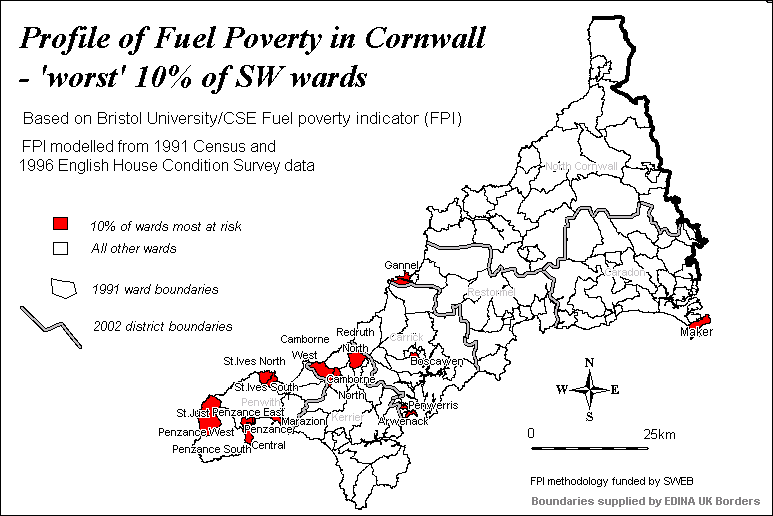 Profile of Fuel Poverty in Cornwall
- 'worst' 10% of SW wards
Based on Bristol University/CSE Fuel poverty indicator (FPI)
FPI modelled from 1991 Census and
1996 English House Condition Survey data
10% of wards most at risk
All other wards
1991 ward boundaries
2002 district boundaries
North Cornwall
Caradon
Restormel
Carrick
Kerrier
Penwith
Gannel
Maker
Redruth
North
Camborne
West
Boscawen
St.Ives North
St.Ives South
Camborne
North
Penwerris
Arwenack
St.Just
Penzance East
Marazion
Penzance West
Penzance
Central
Penzance South
N
W E
S
0 25km
FPI methodology funded by SWEB
Boundaries supplied by EDINA UK Borders